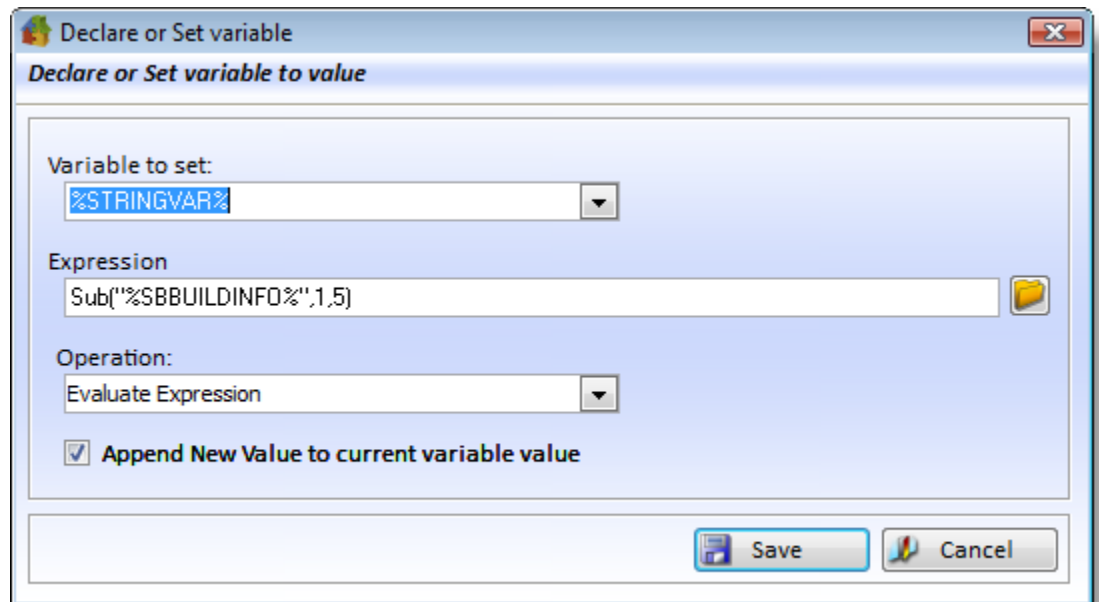 Declare or Set variable
Declare or Set variable to value
Variable to set:
%STRINGVAR%
Expression
Sub("%SBBUILDINFO%",1,5)
Operation:
Evaluate Expression
Append New Value to current variable value
Save
Cancel